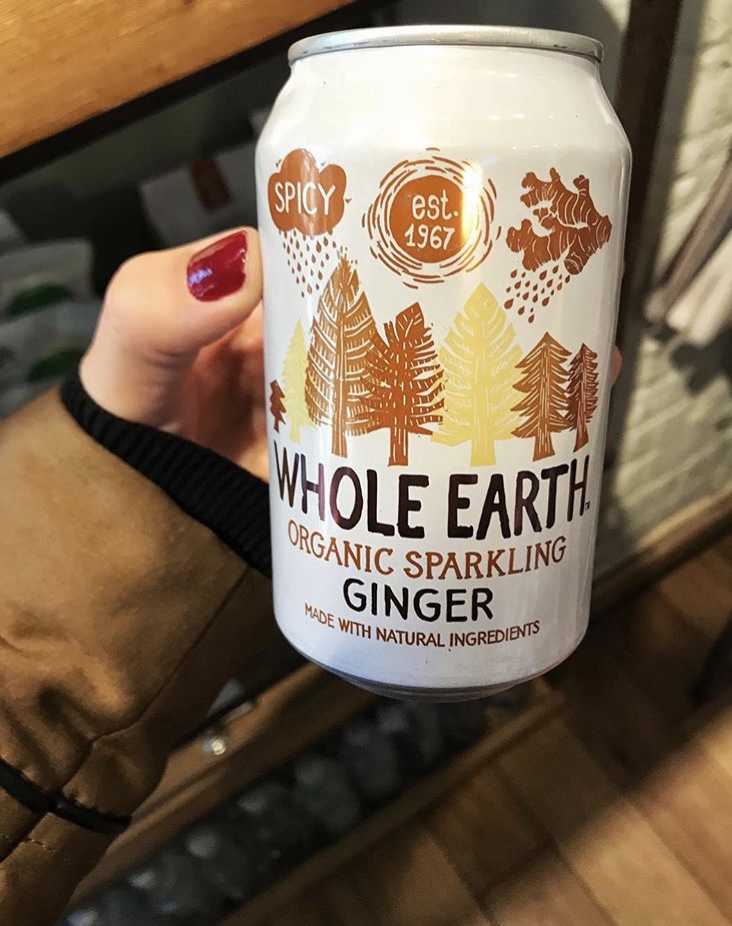 SPICY
est.
1967
WHOLE EARTH
ORGANIC SPARKLING
GINGER
MADE WITH NATURAL INGREDIENTS